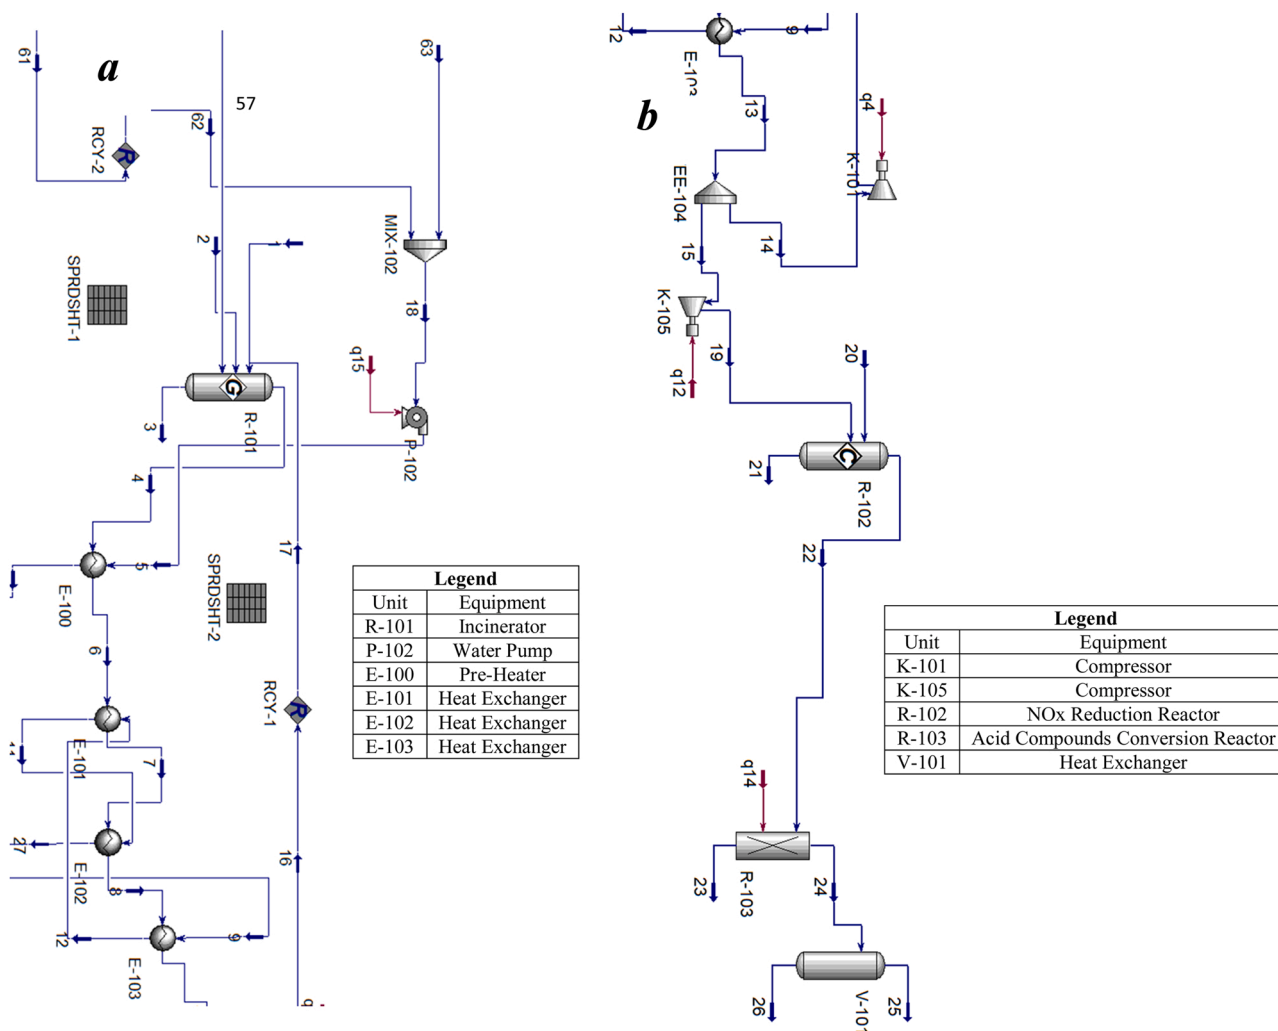 a
61
63
57
62
RCY-2
MIX-102
2
1
SPRDSHT-1
18
q15
G
R-101
3
P-102
4
17
5
SPRDSHT-2
E-100
6
RCY-1
R
E-101
7
27
16
E-102
8
12
9
E-103
q
Legend
Unit Equipment
R-101 Incinerator
P-102 Water Pump
E-100 Pre-Heater
E-101 Heat Exchanger
E-102 Heat Exchanger
E-103 Heat Exchanger
b
12
9
E-103
13
q4
K-101
EE-104
15
14
K-105
19
20
q12
C
21
R-102
22
q14
23
R-103
24
26
V-101
25
Legend
Unit Equipment
K-101 Compressor
K-105 Compressor
R-102 NOx Reduction Reactor
R-103 Acid Compounds Conversion Reactor
V-101 Heat Exchanger